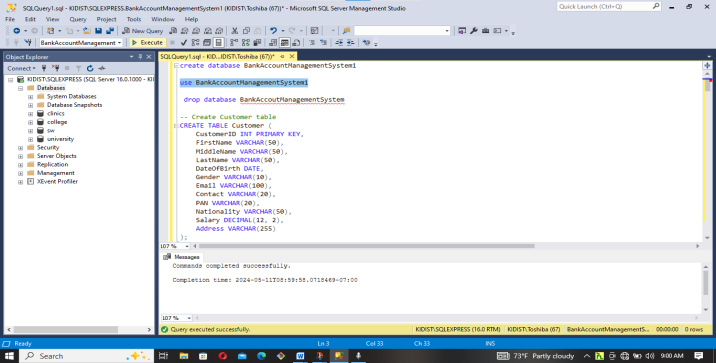 SQLQuery1.sql - KIDIST\SQLEXPRESS.BankAccountManagementSystem1 (KIDIST\Toshiba (67))* - Microsoft SQL Server Management Studio
Quick Launch (Ctrl+Q)
File Edit View Query Project Tools Window Help
New Query
BankAccountManagement
Execute
Object Explorer
SQLQuery1.sql - KID...IDIST\Toshiba (67))*
Connect
KIDIST\SQLEXPRESS (SQL Server 16.0.1000 - KI
Databases
System Databases
Database Snapshots
clinics
college
sw
university
Security
Server Objects
Replication
Management
XEvent Profiler
create database BankAccountManagementSystem1
use BankAccountManagementSystem1
drop database BankAccoutManagementSystem
-- Create Customer table
CREATE TABLE Customer (
CustomerID INT PRIMARY KEY,
FirstName VARCHAR(50),
MiddleName VARCHAR(50),
LastName VARCHAR(50),
DateOfBirth DATE,
Gender VARCHAR(10),
Email VARCHAR(100),
Contact VARCHAR(20),
PAN VARCHAR(20),
Nationality VARCHAR(50),
Salary DECIMAL(12, 2),
Address VARCHAR(255)
);
107 %
Messages
Commands completed successfully.
Completion time: 2024-05-11T08:59:58.0718469-07:00
107 %
Query executed successfully.
KIDIST\SQLEXPRESS (16.0 RTM)
KIDIST\Toshiba (67)
BankAccountManagementS...
00:00:00
0 rows
Ready
Ln 3
Col 33
Ch 33
INS
Search
73°F Partly cloudy
9:00 AM